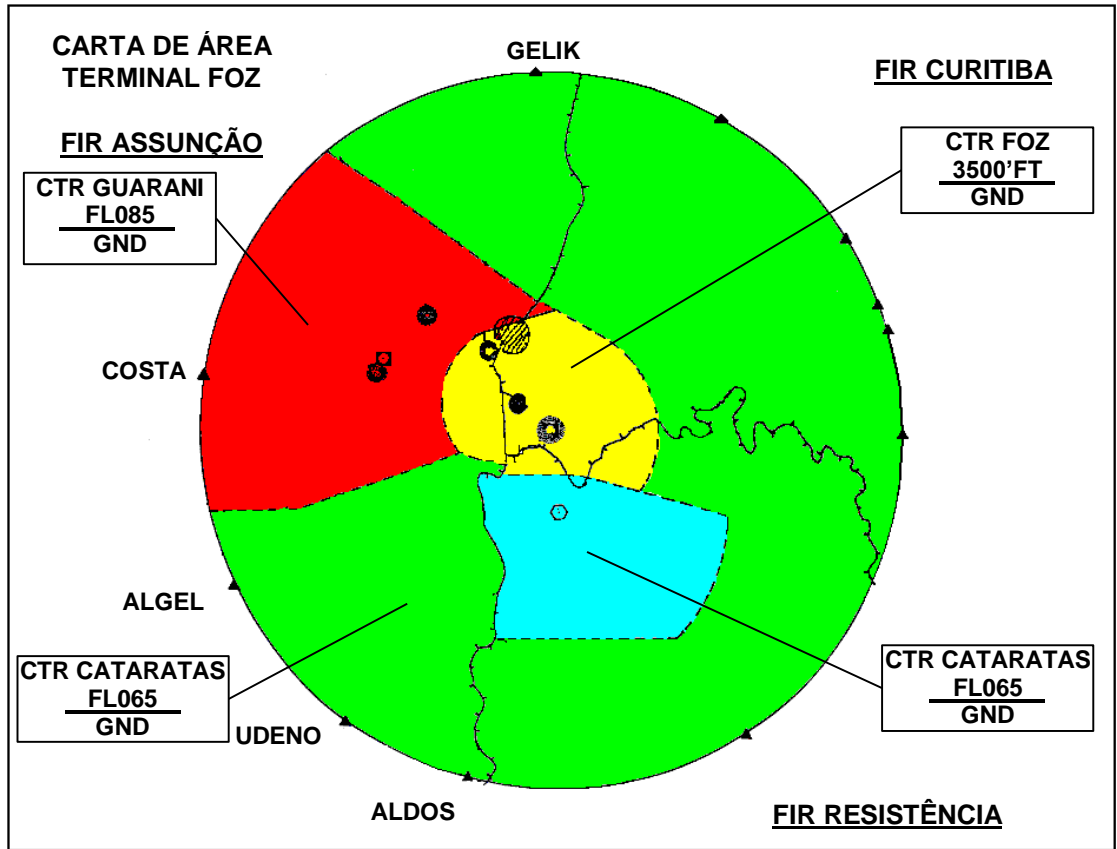 CARTA DE ÁREA
TERMINAL FOZ
GELIK
FIR CURITIBA
FIR ASSUNÇÃO
CTR GUARANI
FL085
GND
CTR FOZ
3500'FT
GND
COSTA
ALGEL
CTR CATARATAS
FL065
GND
CTR CATARATAS
FL065
GND
UDENO
ALDOS
FIR RESISTÊNCIA